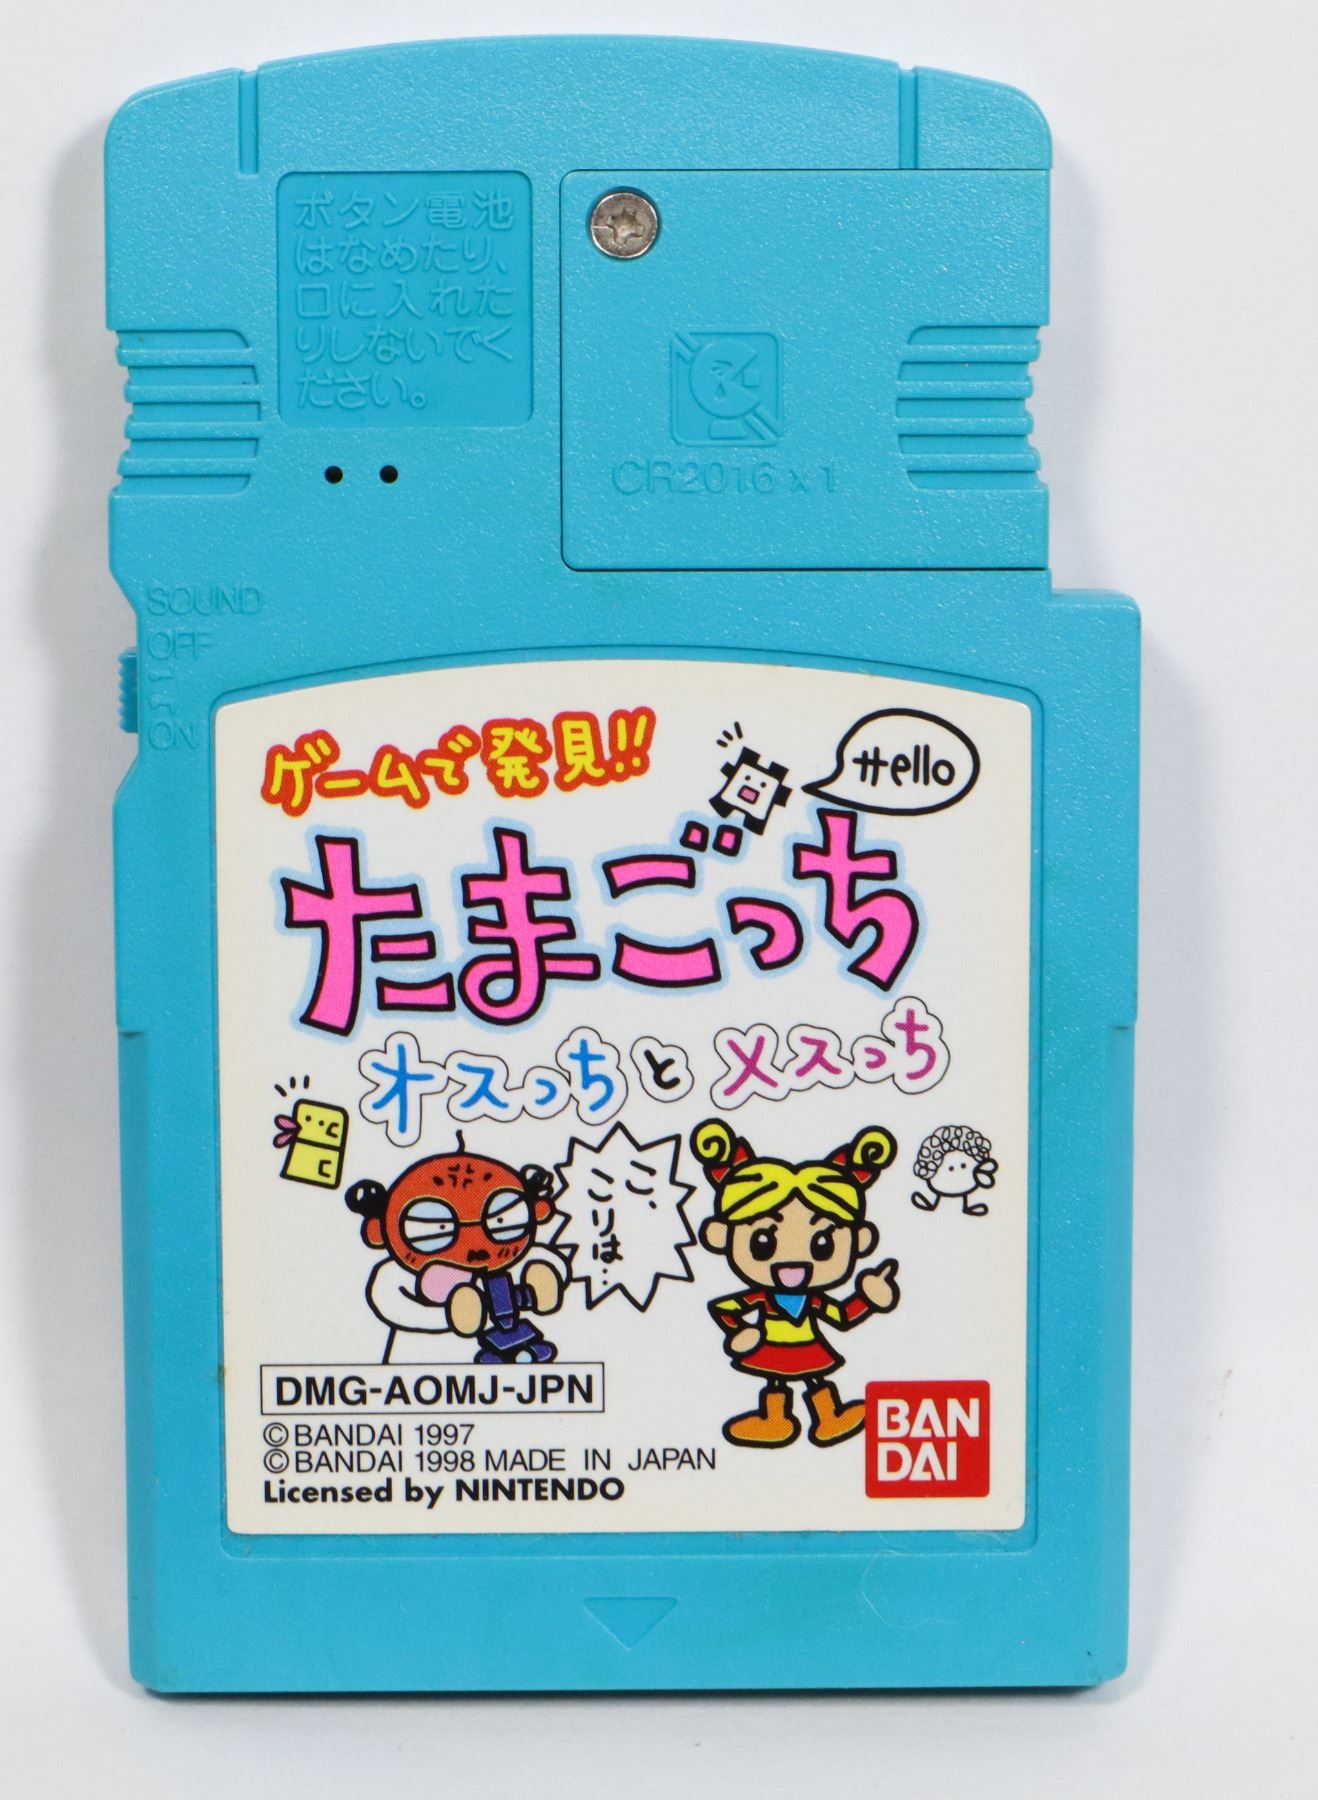 ボタン電池
はなめたり、
口に入れた
りしないでく
ださい。
CR2016 x 1
SOUND
OFF
ON
ゲームで発見!!
Hello
たまごっち
オスっちとメスっち
こ、
こりは…
DMG-AOMJ-JPN
©BANDAI 1997
©BANDAI 1998 MADE IN JAPAN
Licensed by NINTENDO
BAN
DAI